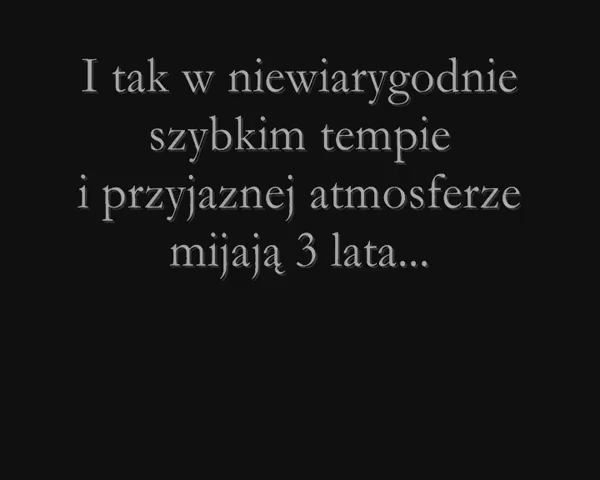 I tak w niewiarygodnie
szybkim tempie
i przyjaznej atmosferze
mijają 3 lata...